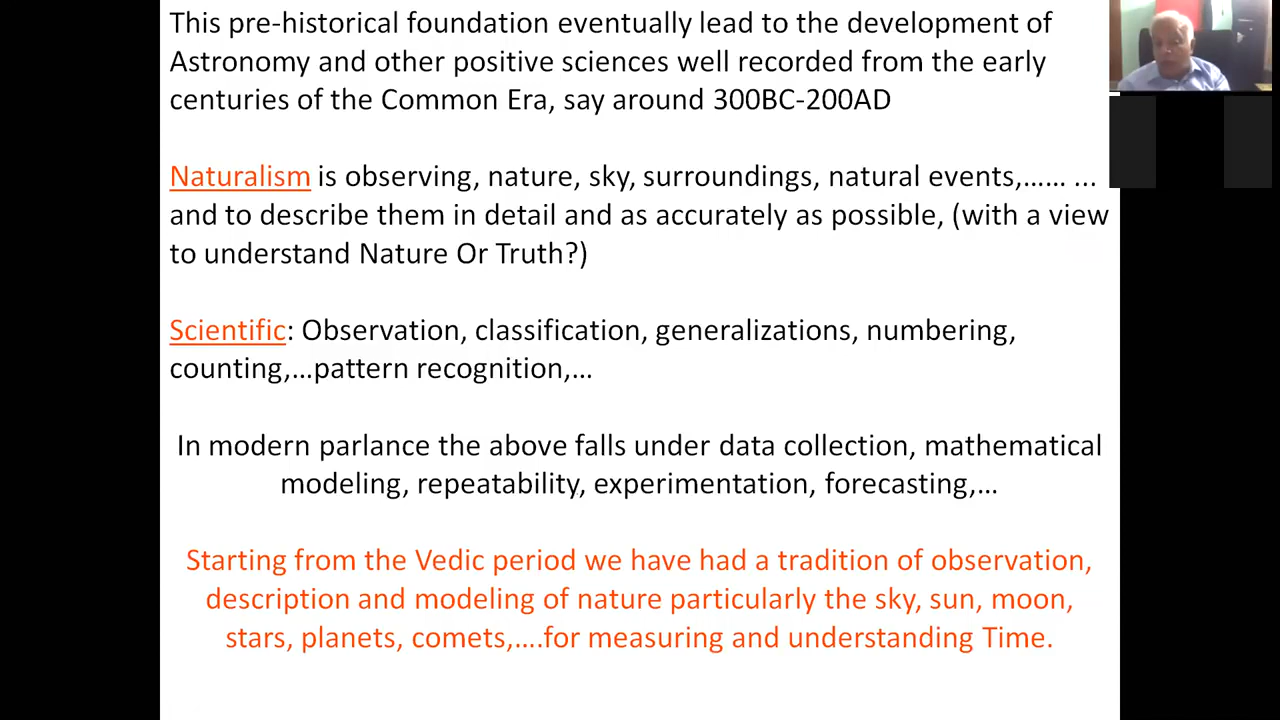 This pre-historical foundation eventually lead to the development of
Astronomy and other positive sciences well recorded from the early
centuries of the Common Era, say around 300BC-200AD
Naturalism is observing, nature, sky, surroundings, natural events,…… ...
and to describe them in detail and as accurately as possible, (with a view
to understand Nature Or Truth?)
Scientific: Observation, classification, generalizations, numbering,
counting,…pattern recognition,…
In modern parlance the above falls under data collection, mathematical
modeling, repeatability, experimentation, forecasting,…
Starting from the Vedic period we have had a tradition of observation,
description and modeling of nature particularly the sky, sun, moon,
stars, planets, comets,….for measuring and understanding Time.